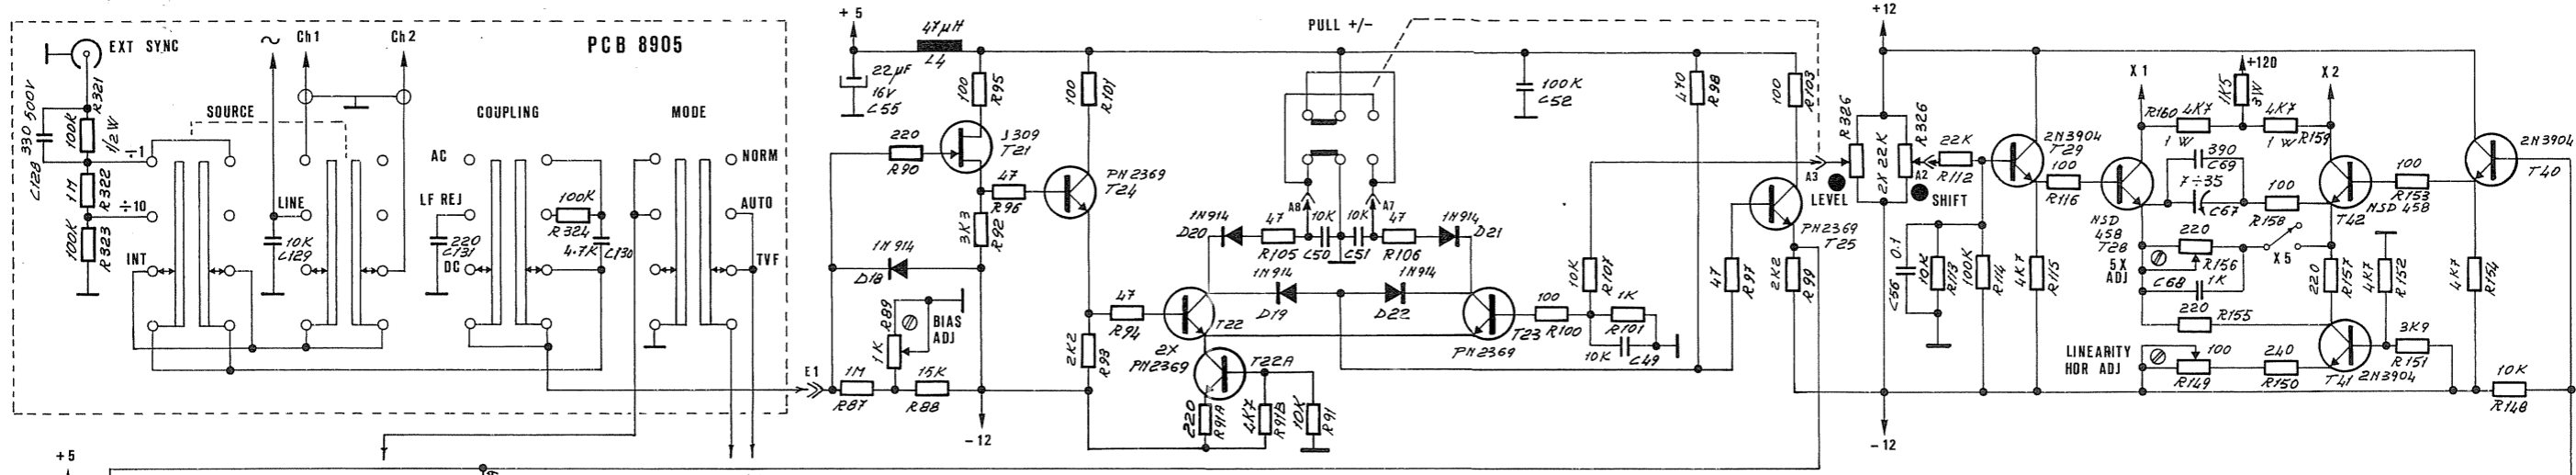 EXT SYNC
330 500V
C128
R321
100K
1/2W
÷1
1M
R322
÷10
100K
R323
INT
SOURCE
~
Ch1
Ch2
LINE
10K
C129
PCB 8905
COUPLING
AC
LF REJ
220
C131
DC
100K
R324
4.7K
C130
MODE
NORM
AUTO
TVF
E1
+5
47µH
L4
22µF
16V
C55
100
R95
100
R101
220
R90
J309
T21
47
R96
PN2369
T24
3K3
R92
1N914
D18
1K
R89
BIAS
ADJ
1M
R87
15K
R88
-12
2K2
R93
47
R94
T22
2X
PN2369
T22A
220
R91A
4K7
R91B
10K
R91
PULL +/-
1N914
D20
47
R105
A8
10K
C50
10K
C51
A7
47
R106
1N914
D21
1N914
D19
1N914
D22
T23
PN2369
100
R100
10K
R107
1K
R101
10K
C49
100K
C52
470
R98
100
R103
47
R97
PN2369
T25
2K2
R99
+12
R326
A3
LEVEL
2X22K
R326
A2
SHIFT
22K
R112
C56 0.1
10K
R113
100K
R114
4K7
R115
2N3904
T29
100
R116
X1
+120
1K5
3W
X2
R160
4K7
1W
4K7
1W
R159
390
C69
7÷35
C67
100
R158
NSD
458
T28
220
R156
5X
ADJ
X5
C68
1K
220
R157
220
R155
4K7
R152
LINEARITY
HOR ADJ
100
R149
240
R150
T41
2N3904
3K9
R151
T42
NSD 458
100
R153
2N3904
T40
4K7
R154
10K
R148
-12
+5